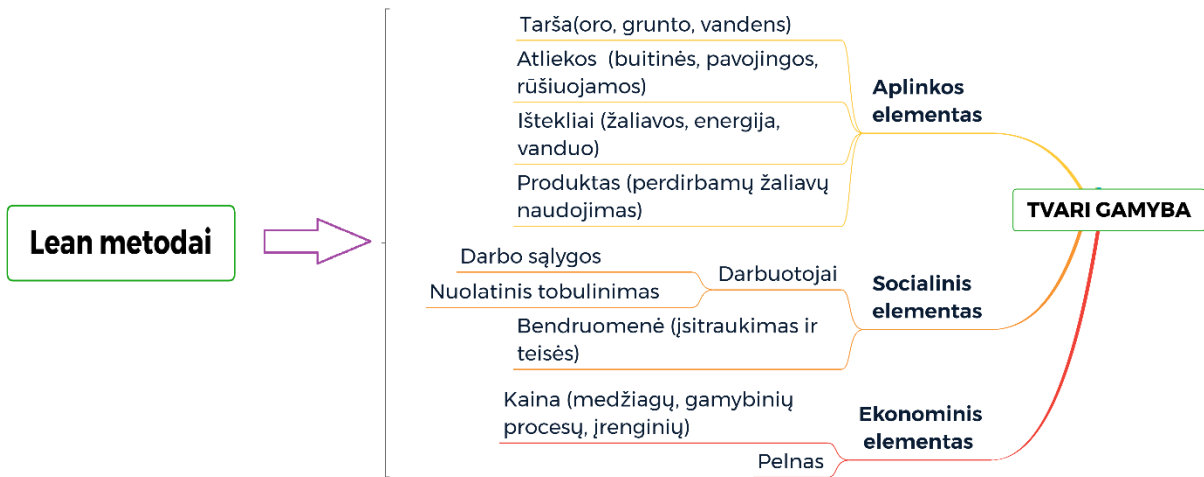 Lean metodai
Tarša(oro, grunto, vandens)
Atliekos (buitinės, pavojingos,
rūšiuojamos)
Ištekliai (žaliavos, energija,
vanduo)
Produktas (perdirbamų žaliavų
naudojimas)
Aplinkos
elementas
TVARI GAMYBA
Darbo sąlygos
Nuolatinis tobulinimas
Darbuotojai
Bendruomenė (įsitraukimas ir
teisės)
Socialinis
elementas
Kaina (medžiagų, gamybinių
procesų, įrenginių)
Pelnas
Ekonominis
elementas